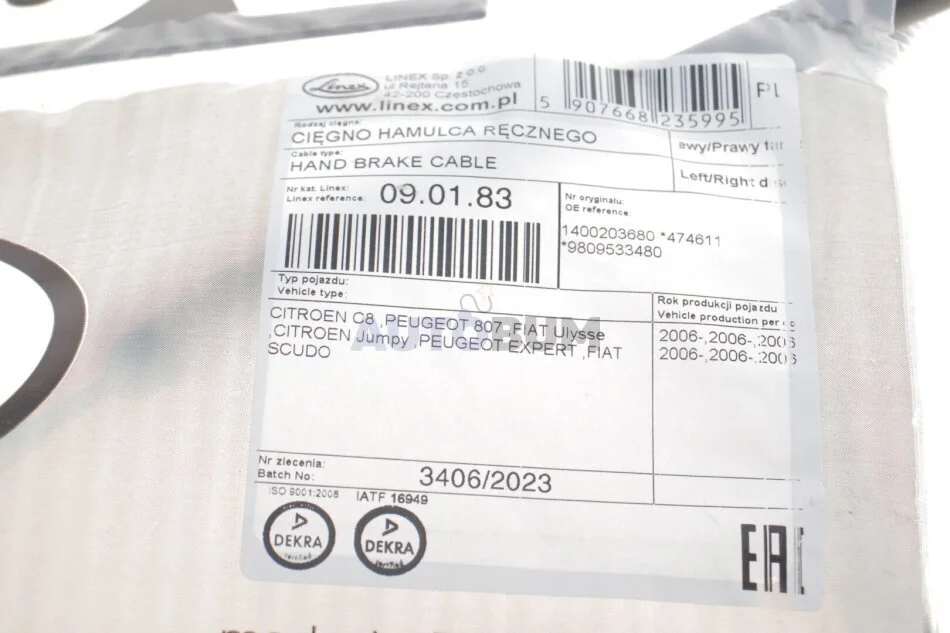 Linex
LINEX Sp. z o.o.
ul Rejtana 15
42-200 Częstochowa
www.linex.com.pl
5 907668 235995
Rodzaj cięgna:
CIĘGNO HAMULCA RĘCZNEGO
Cable type:
HAND BRAKE CABLE
ewy/Prawy
Left/Right
Nr kat. Linex:
Linex reference:
09.01.83
Nr oryginału:
OE reference
1400203680 *474611
*9809533480
Typ pojazdu:
Vehicle type:
CITROEN C8 ,PEUGEOT 807 ,FIAT Ulysse
,CITROEN Jumpy ,PEUGEOT EXPERT ,FIAT
SCUDO
Rok produkcji pojazdu
Vehicle production
2006-,2006-,2006
2006-,2006-,2006
AUTOBUM
Nr zlecenia:
Batch No:
3406/2023
ISO 9001:2008 IATF 16949
DEKRA
certified
DEKRA
certified
EAC